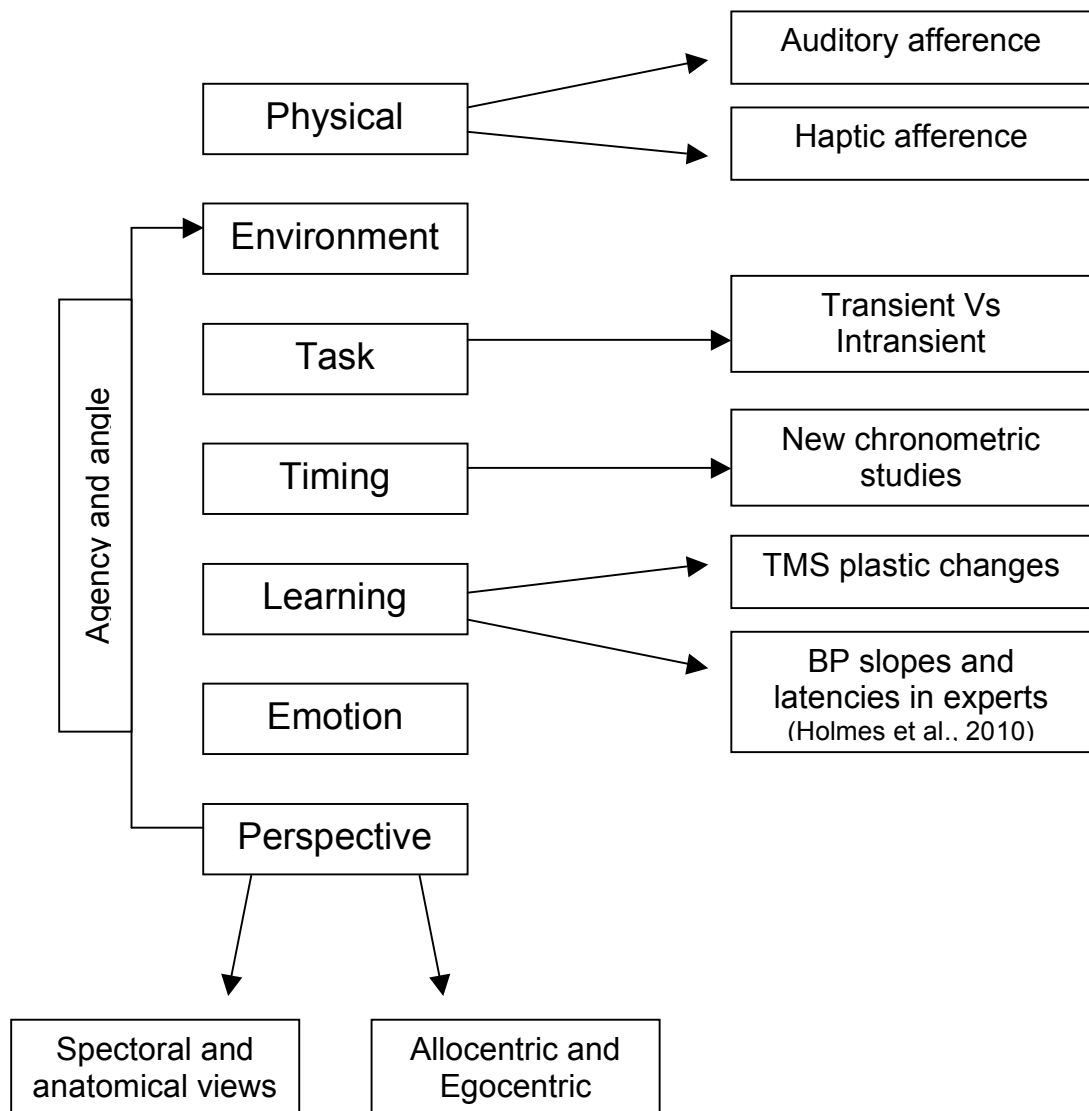 Auditory afference
Physical
Haptic afference
Environment
Transient Vs
Intransient
Task
Agency and angle
New chronometric
studies
Timing
TMS plastic changes
Learning
BP slopes and
latencies in experts
(Holmes et al., 2010)
Emotion
Perspective
Spectoral and
anatomical views
Allocentric and
Egocentric